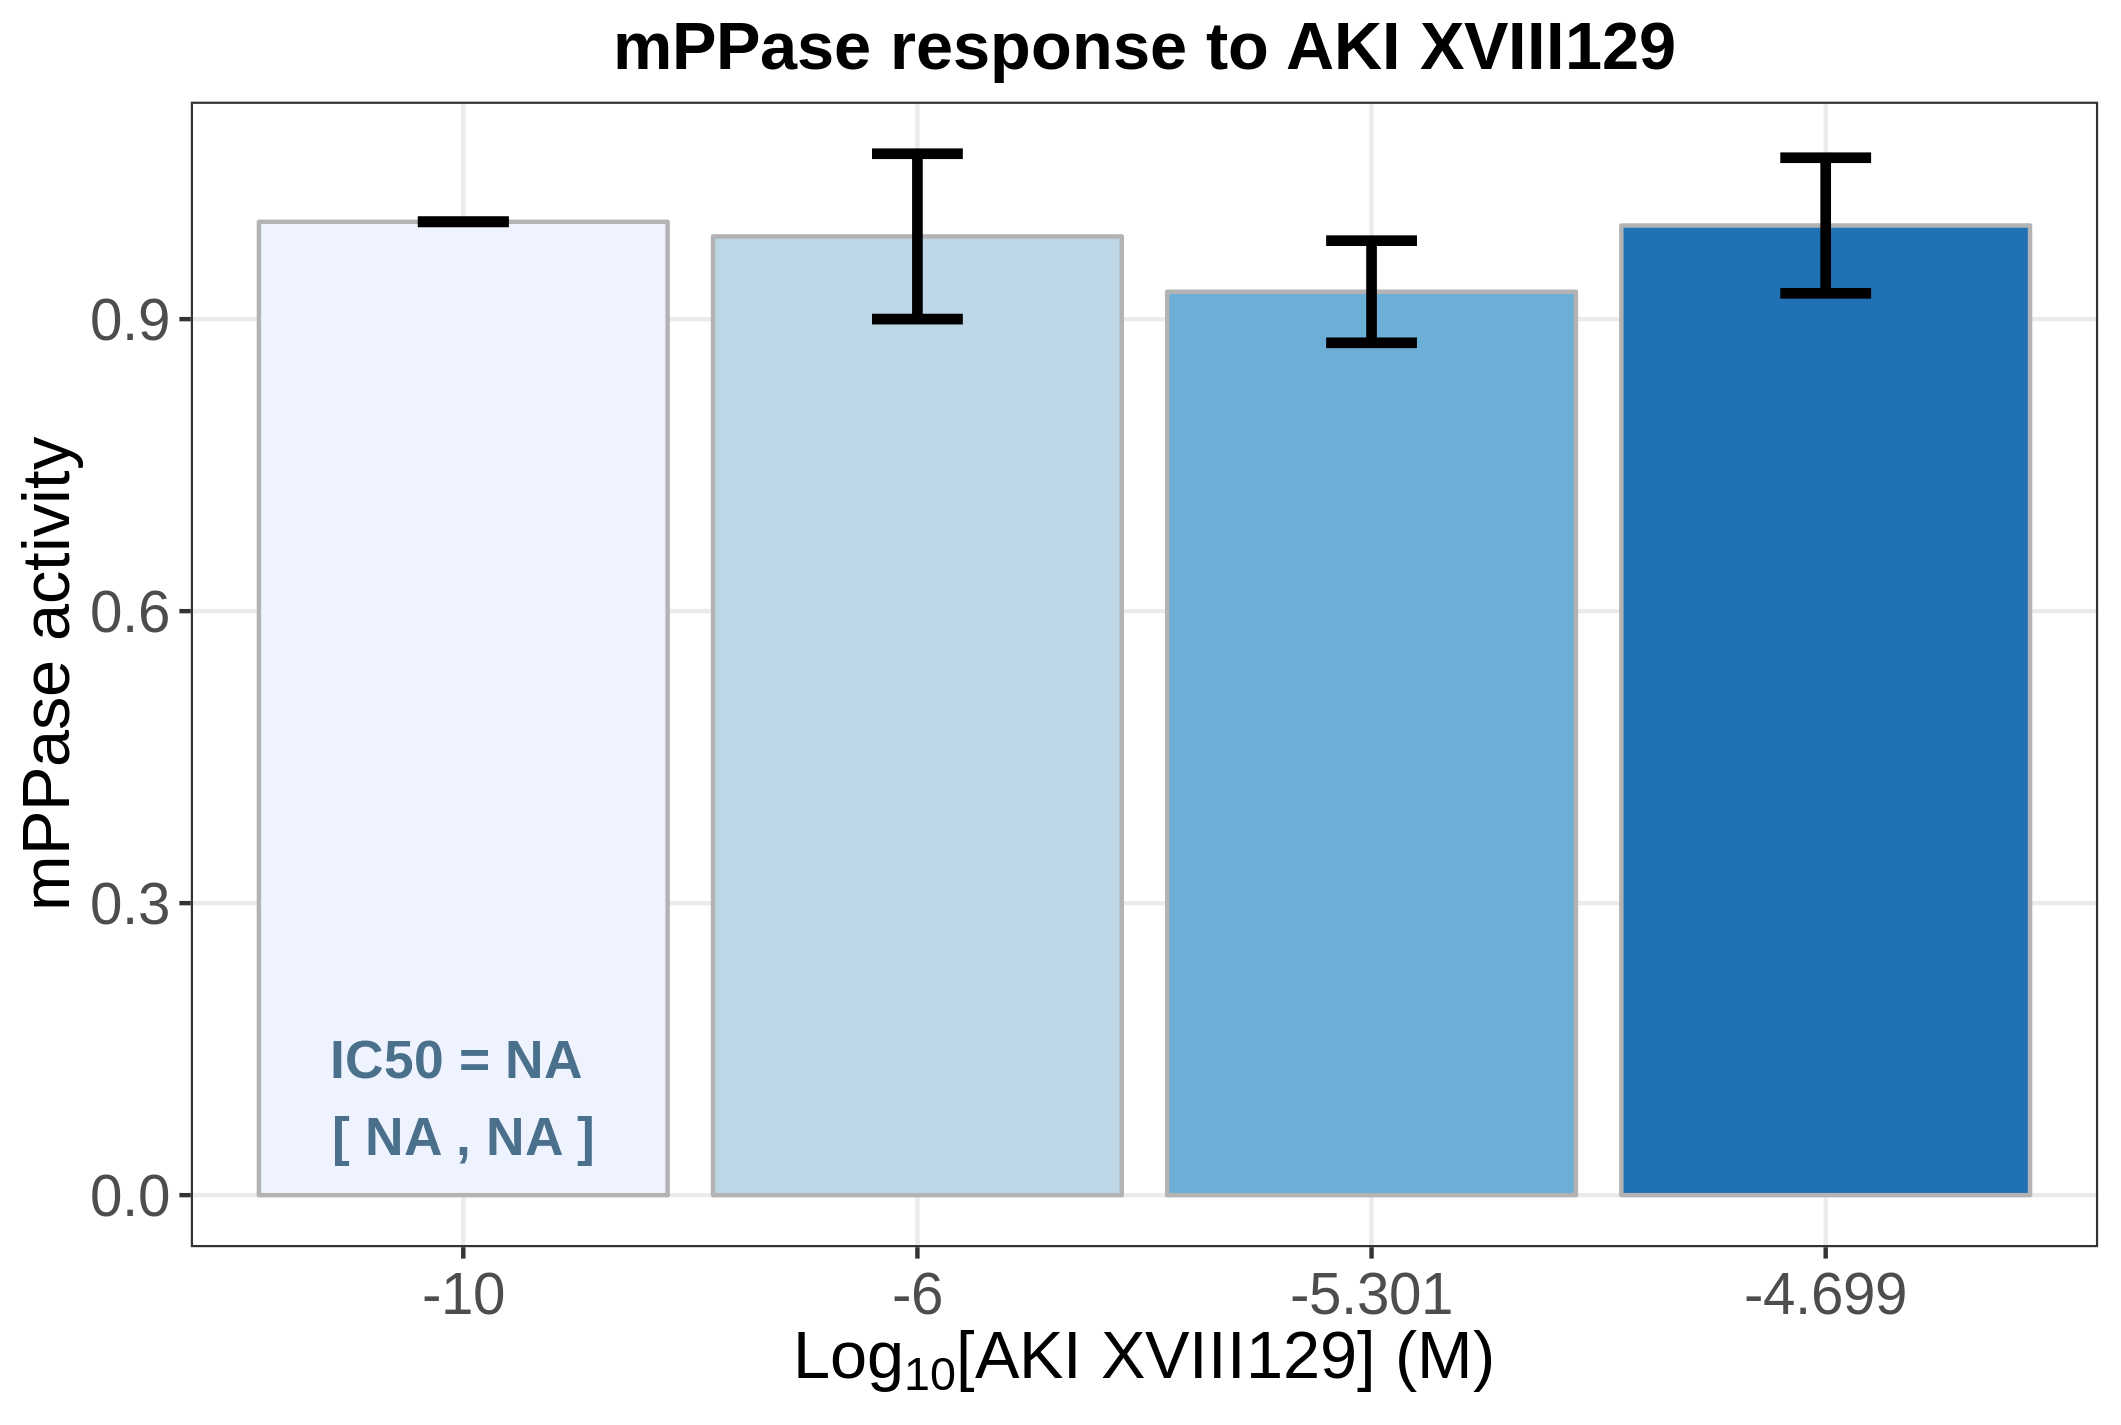 mPPase response to AKI XVIII129
mPPase activity
0.9
0.6
0.3
0.0
IC50 = NA
[ NA , NA ]
-10 -6 -5.301 -4.699
Log₁₀[AKI XVIII129] (M)